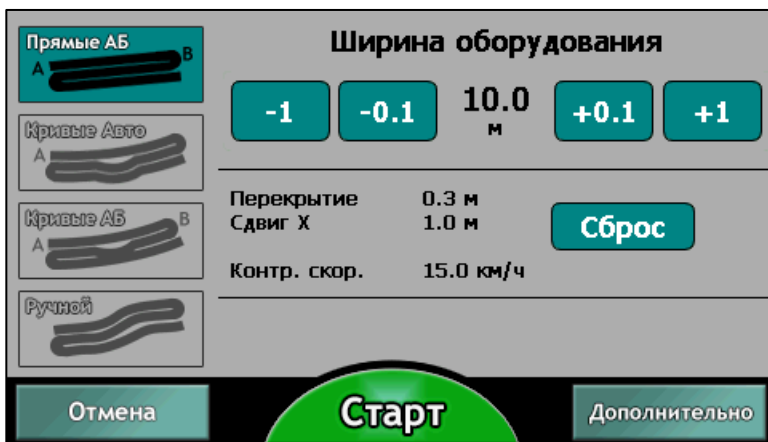 Прямые АБ
A B
Кривые Авто
A
Кривые АБ
A B
Ручной
Ширина оборудования
-1 -0.1 10.0 м +0.1 +1
Перекрытие 0.3 м
Сдвиг X 1.0 м
Сброс
Контр. скор. 15.0 км/ч
Отмена Старт Дополнительно